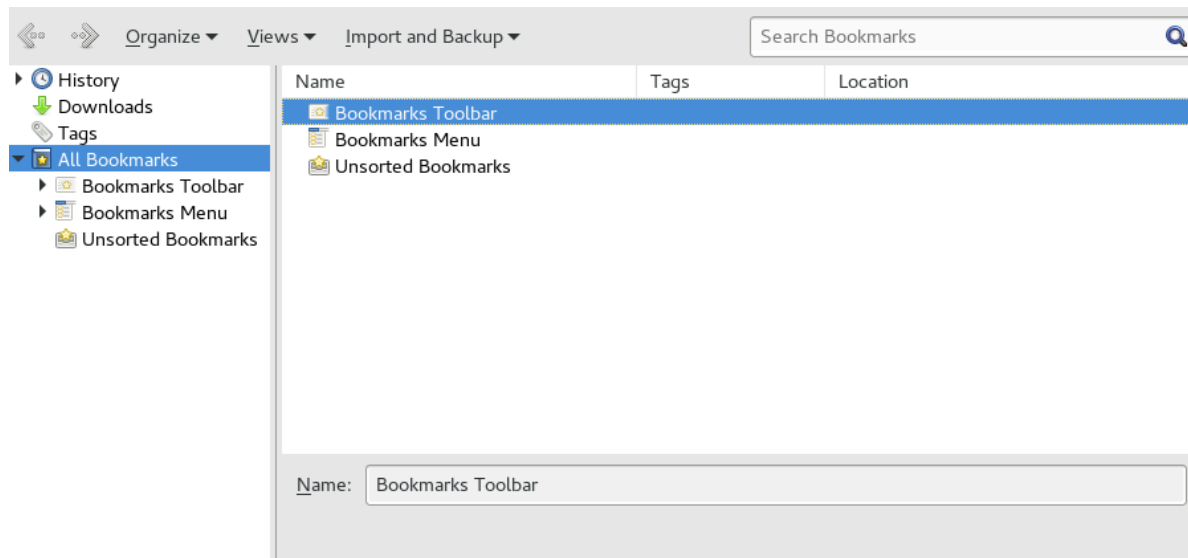 Organize Views Import and Backup Search Bookmarks
History
Downloads
Tags
All Bookmarks
Bookmarks Toolbar
Bookmarks Menu
Unsorted Bookmarks
Name Tags Location
Bookmarks Toolbar
Bookmarks Menu
Unsorted Bookmarks
Name: Bookmarks Toolbar